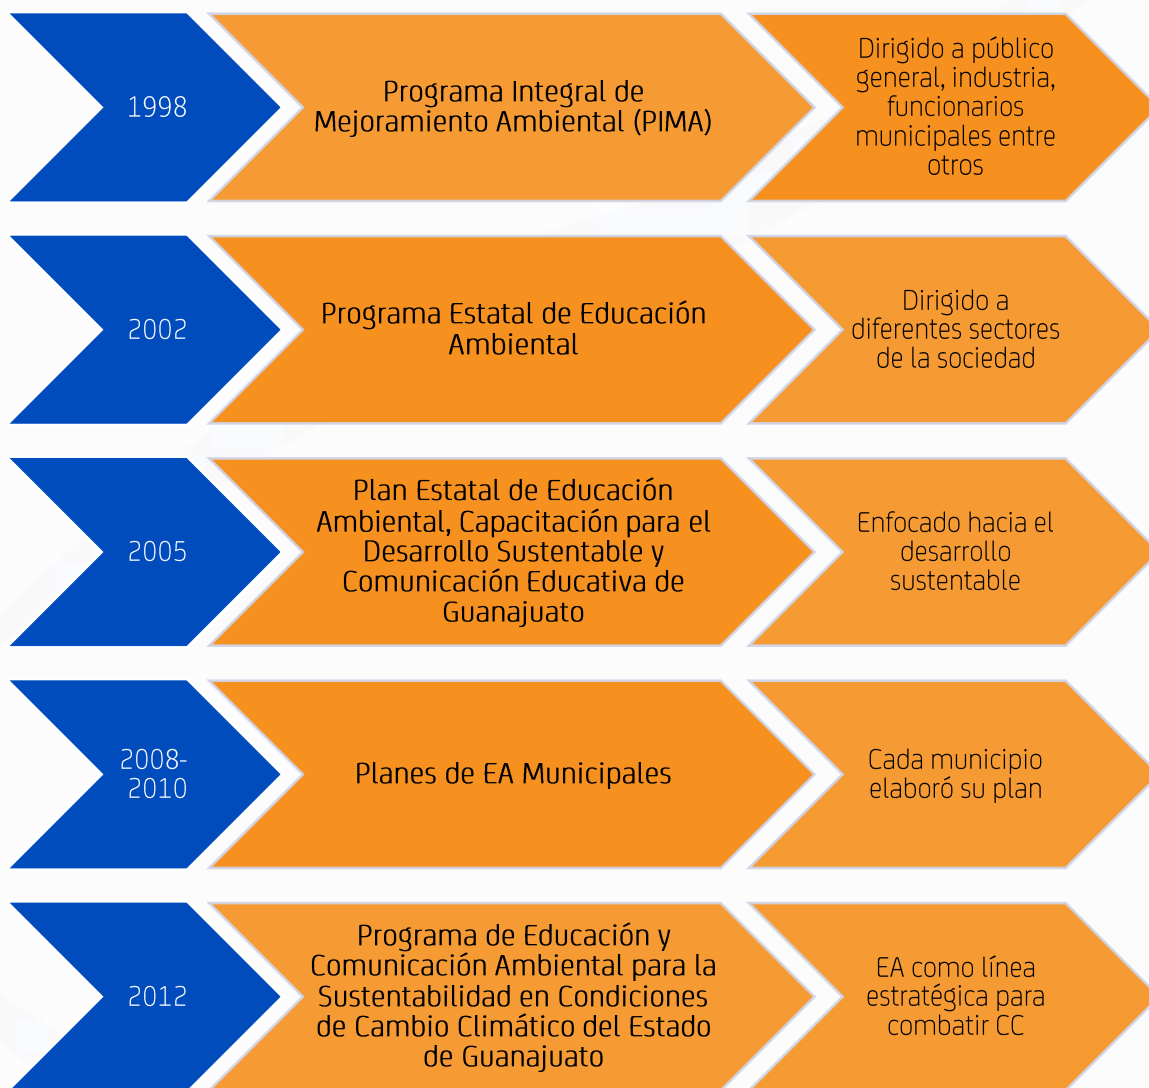 1998
Programa Integral de
Mejoramiento Ambiental (PIMA)
Dirigido a público
general, industria,
funcionarios
municipales entre
otros
2002
Programa Estatal de Educación
Ambiental
Dirigido a
diferentes sectores
de la sociedad
2005
Plan Estatal de Educación
Ambiental, Capacitación para el
Desarrollo Sustentable y
Comunicación Educativa de
Guanajuato
Enfocado hacia el
desarrollo
sustentable
2008-
2010
Planes de EA Municipales
Cada municipio
elaboró su plan
2012
Programa de Educación y
Comunicación Ambiental para la
Sustentabilidad en Condiciones
de Cambio Climático del Estado
de Guanajuato
EA como línea
estratégica para
combatir CC